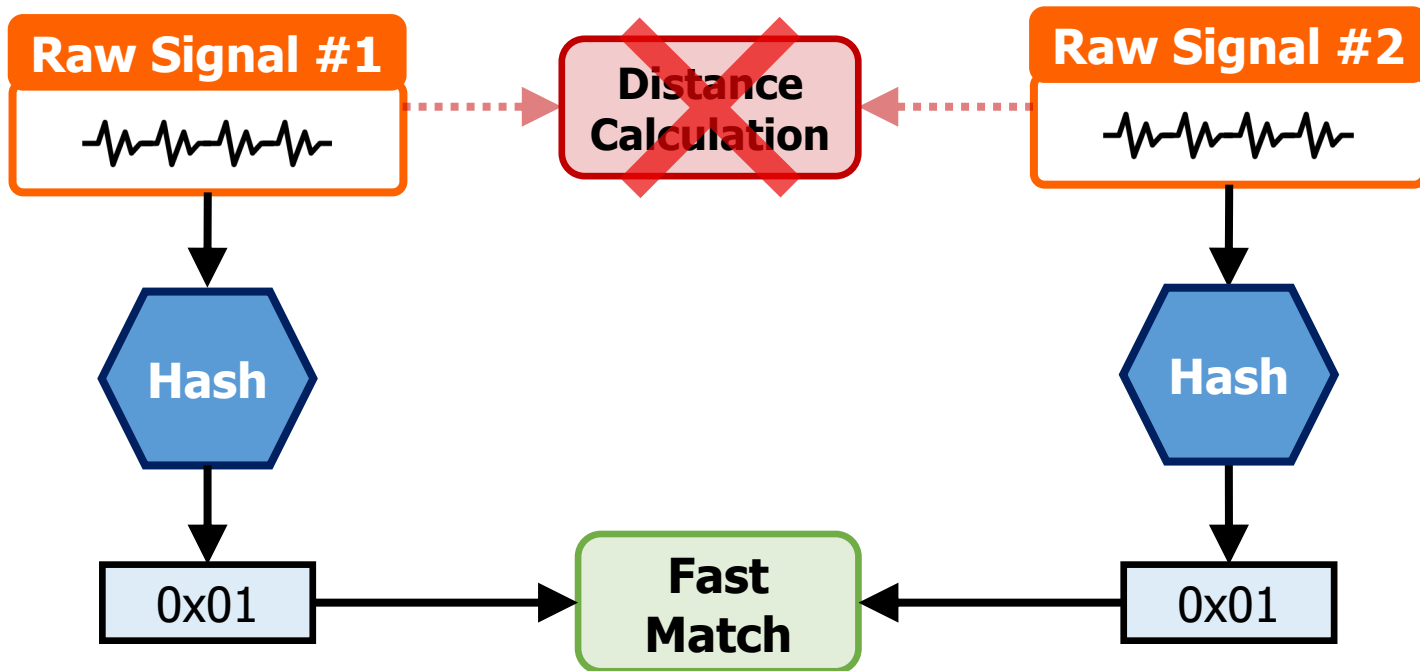 Raw Signal #1
Distance
Calculation
Raw Signal #2
Hash
Hash
0x01
Fast
Match
0x01